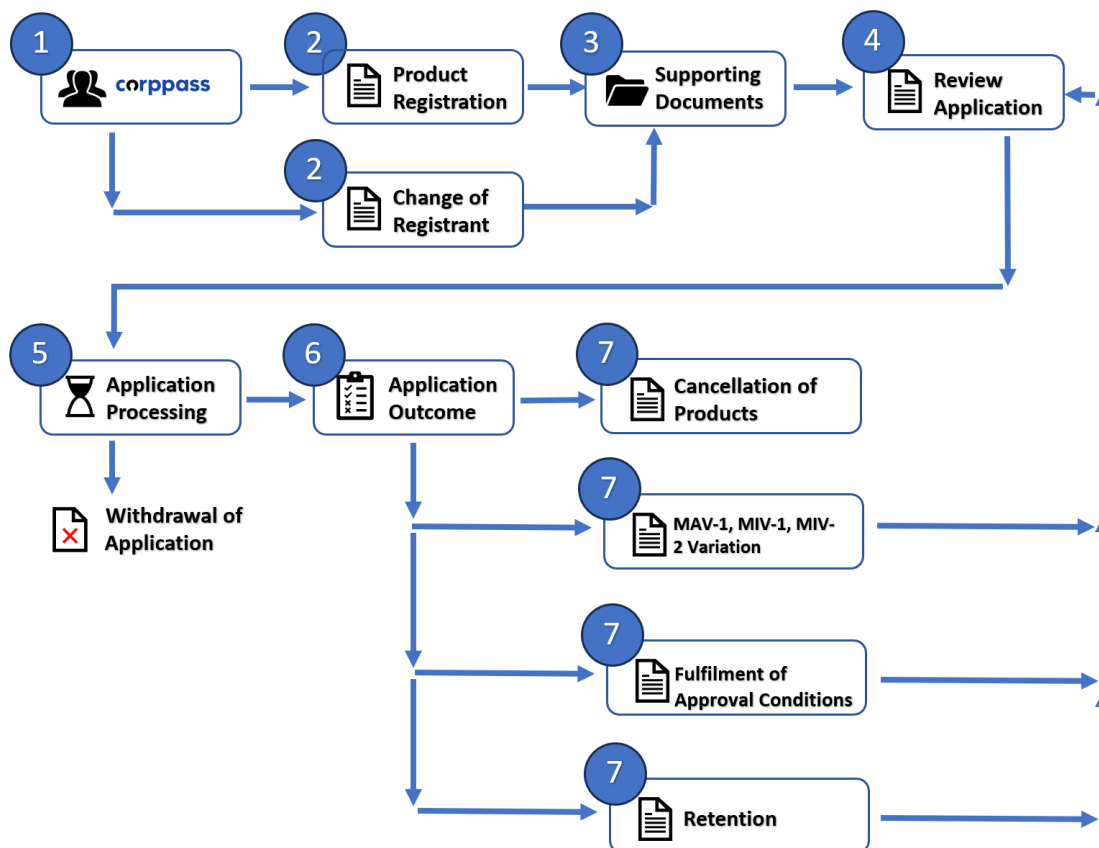 1
corppass
2
Product
Registration
3
Supporting
Documents
4
Review
Application
2
Change of
Registrant
5
Application
Processing
6
Application
Outcome
7
Cancellation of
Products
Withdrawal of
Application
7
MAV-1, MIV-1, MIV-
2 Variation
7
Fulfilment of
Approval Conditions
7
Retention